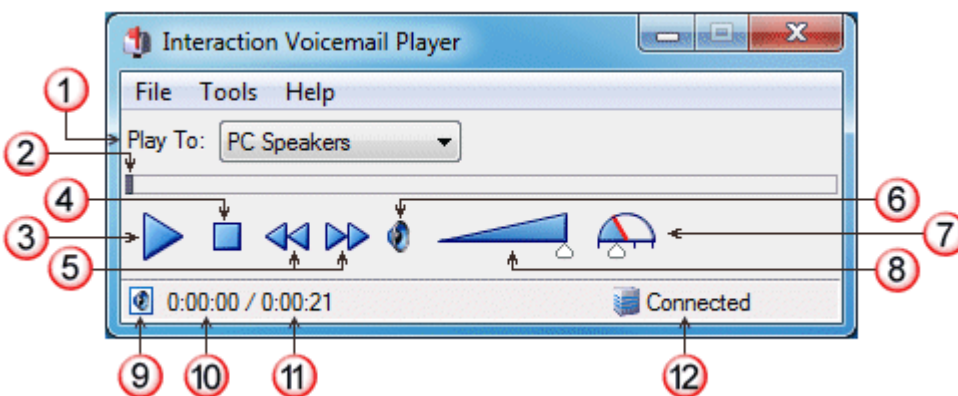 Interaction Voicemail Player
File Tools Help
1
Play To: PC Speakers
2
4
6
3
7
5
8
0:00:00 / 0:00:21
Connected
9
10
11
12